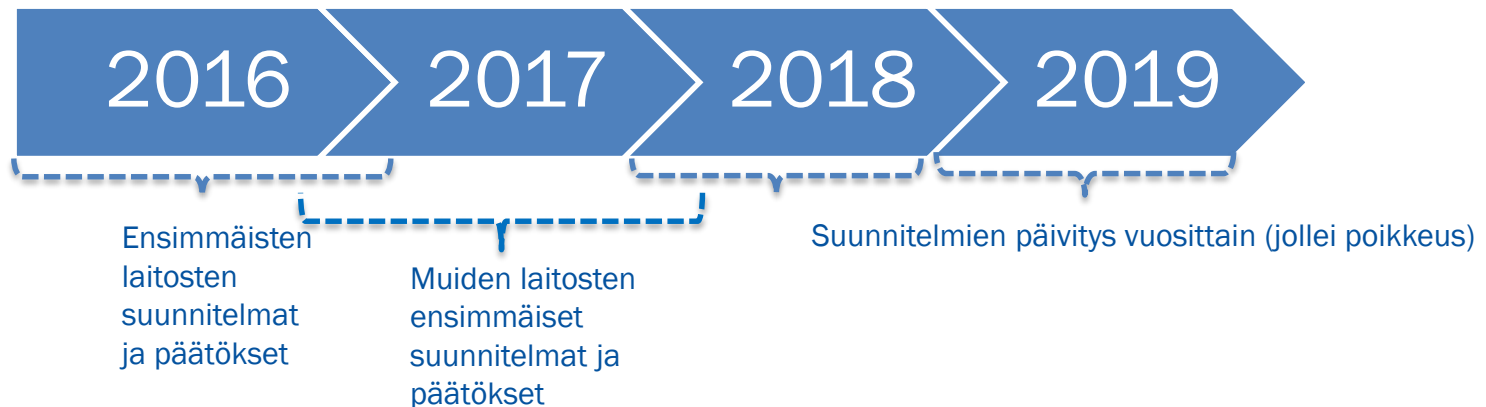 2016
2017
2018
2019
Ensimmäisten
laitosten
suunnitelmat
ja päätökset
Muiden laitosten
ensimmäiset
suunnitelmat ja
päätökset
Suunnitelmien päivitys vuosittain (jollei poikkeus)